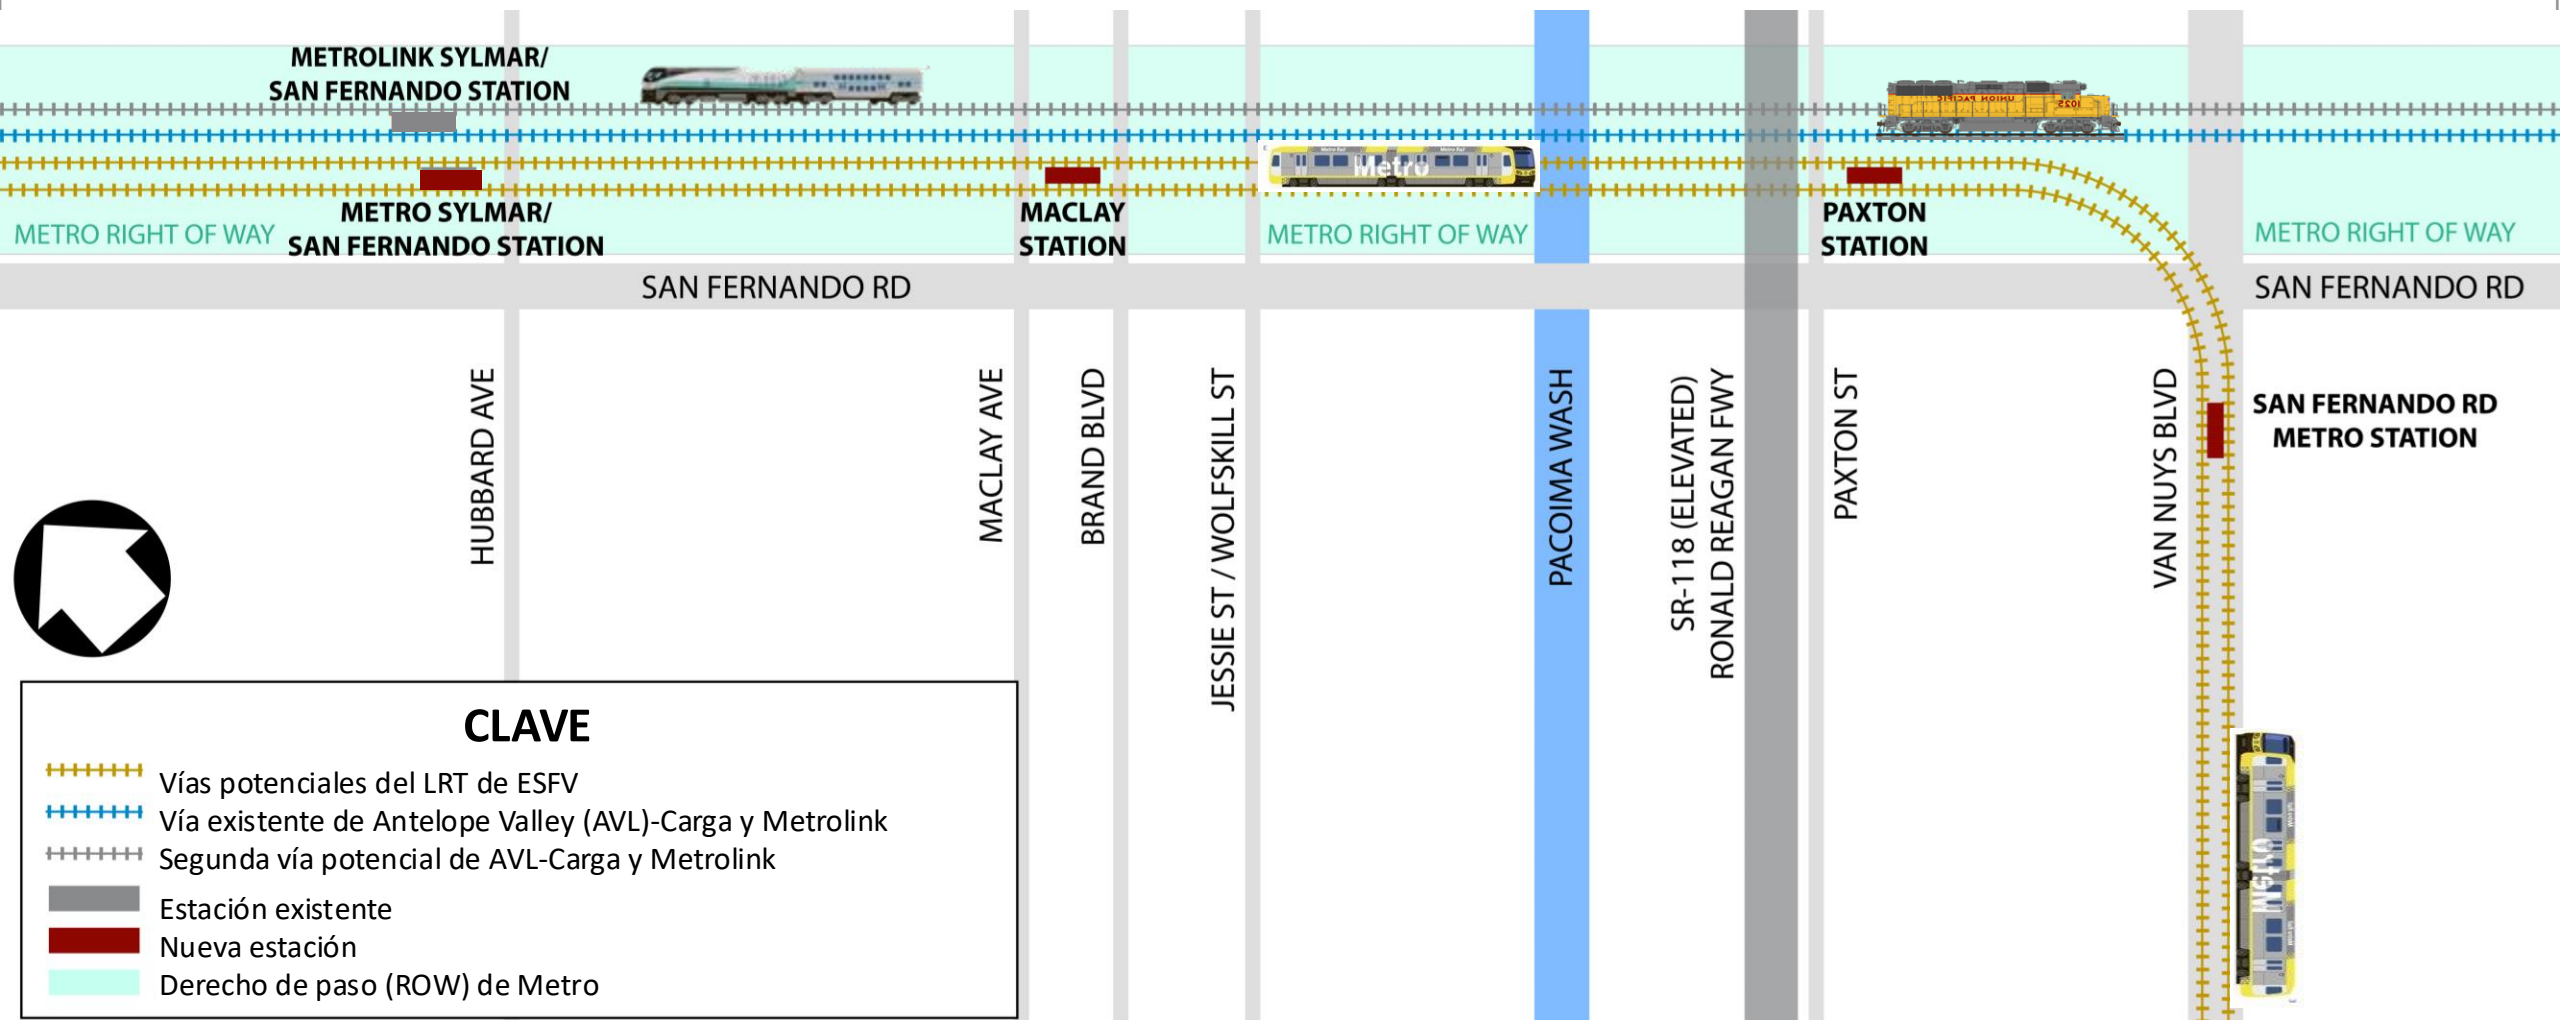 METROLINK SYLMAR/
SAN FERNANDO STATION
UNION PACIFIC
1025
Metro
METRO SYLMAR/
SAN FERNANDO STATION
METRO RIGHT OF WAY
MACLAY
STATION
METRO RIGHT OF WAY
PAXTON
STATION
METRO RIGHT OF WAY
SAN FERNANDO RD
SAN FERNANDO RD
HUBBARD AVE
MACLAY AVE
BRAND BLVD
JESSIE ST / WOLFSKILL ST
PACOIMA WASH
SR-118 (ELEVATED)
RONALD REAGAN FWY
PAXTON ST
VAN NUYS BLVD
SAN FERNANDO RD
METRO STATION
Metro
CLAVE
Vías potenciales del LRT de ESFV
Vía existente de Antelope Valley (AVL)-Carga y Metrolink
Segunda vía potencial de AVL-Carga y Metrolink
Estación existente
Nueva estación
Derecho de paso (ROW) de Metro